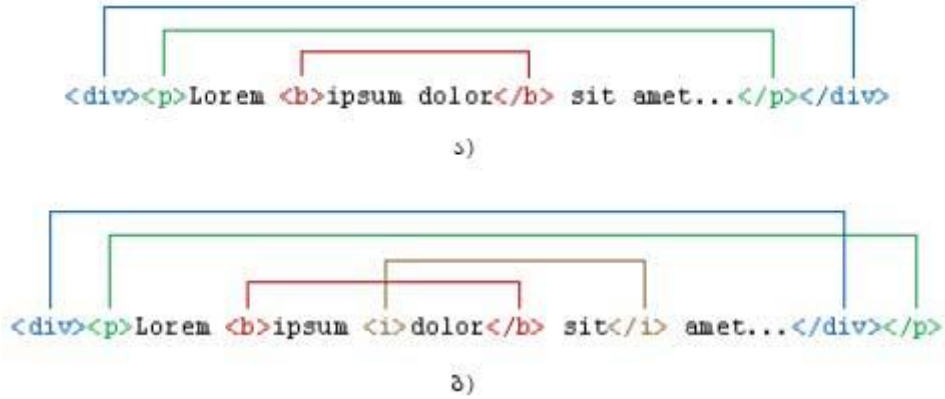 <div><p>Lorem <b>ipsum dolor</b> sit amet...</p></div>
ა)
<div><p>Lorem <b>ipsum <i>dolor</b> sit</i> amet...</div></p>
ბ)